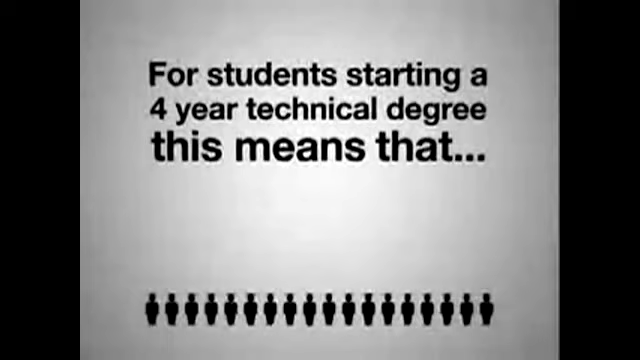 For students starting a
4 year technical degree
this means that...